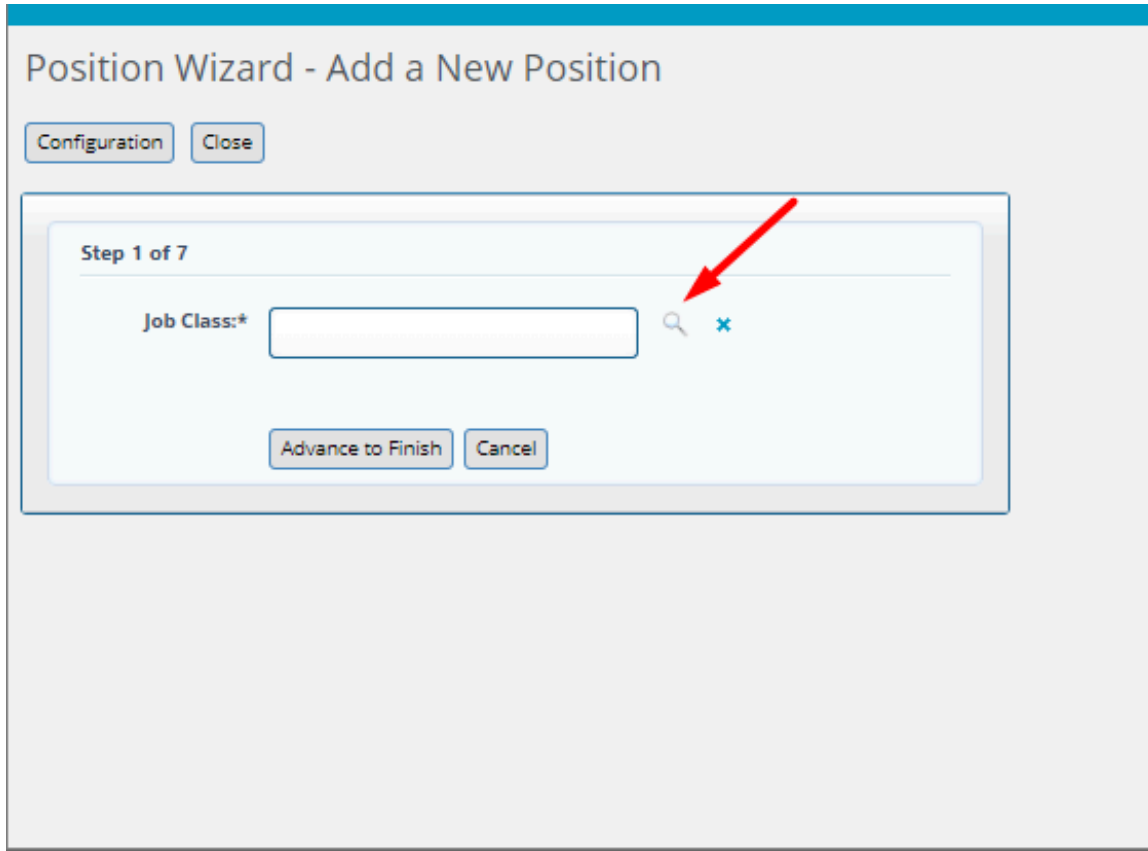 Position Wizard - Add a New Position
Configuration Close
Step 1 of 7
Job Class:*
Advance to Finish Cancel